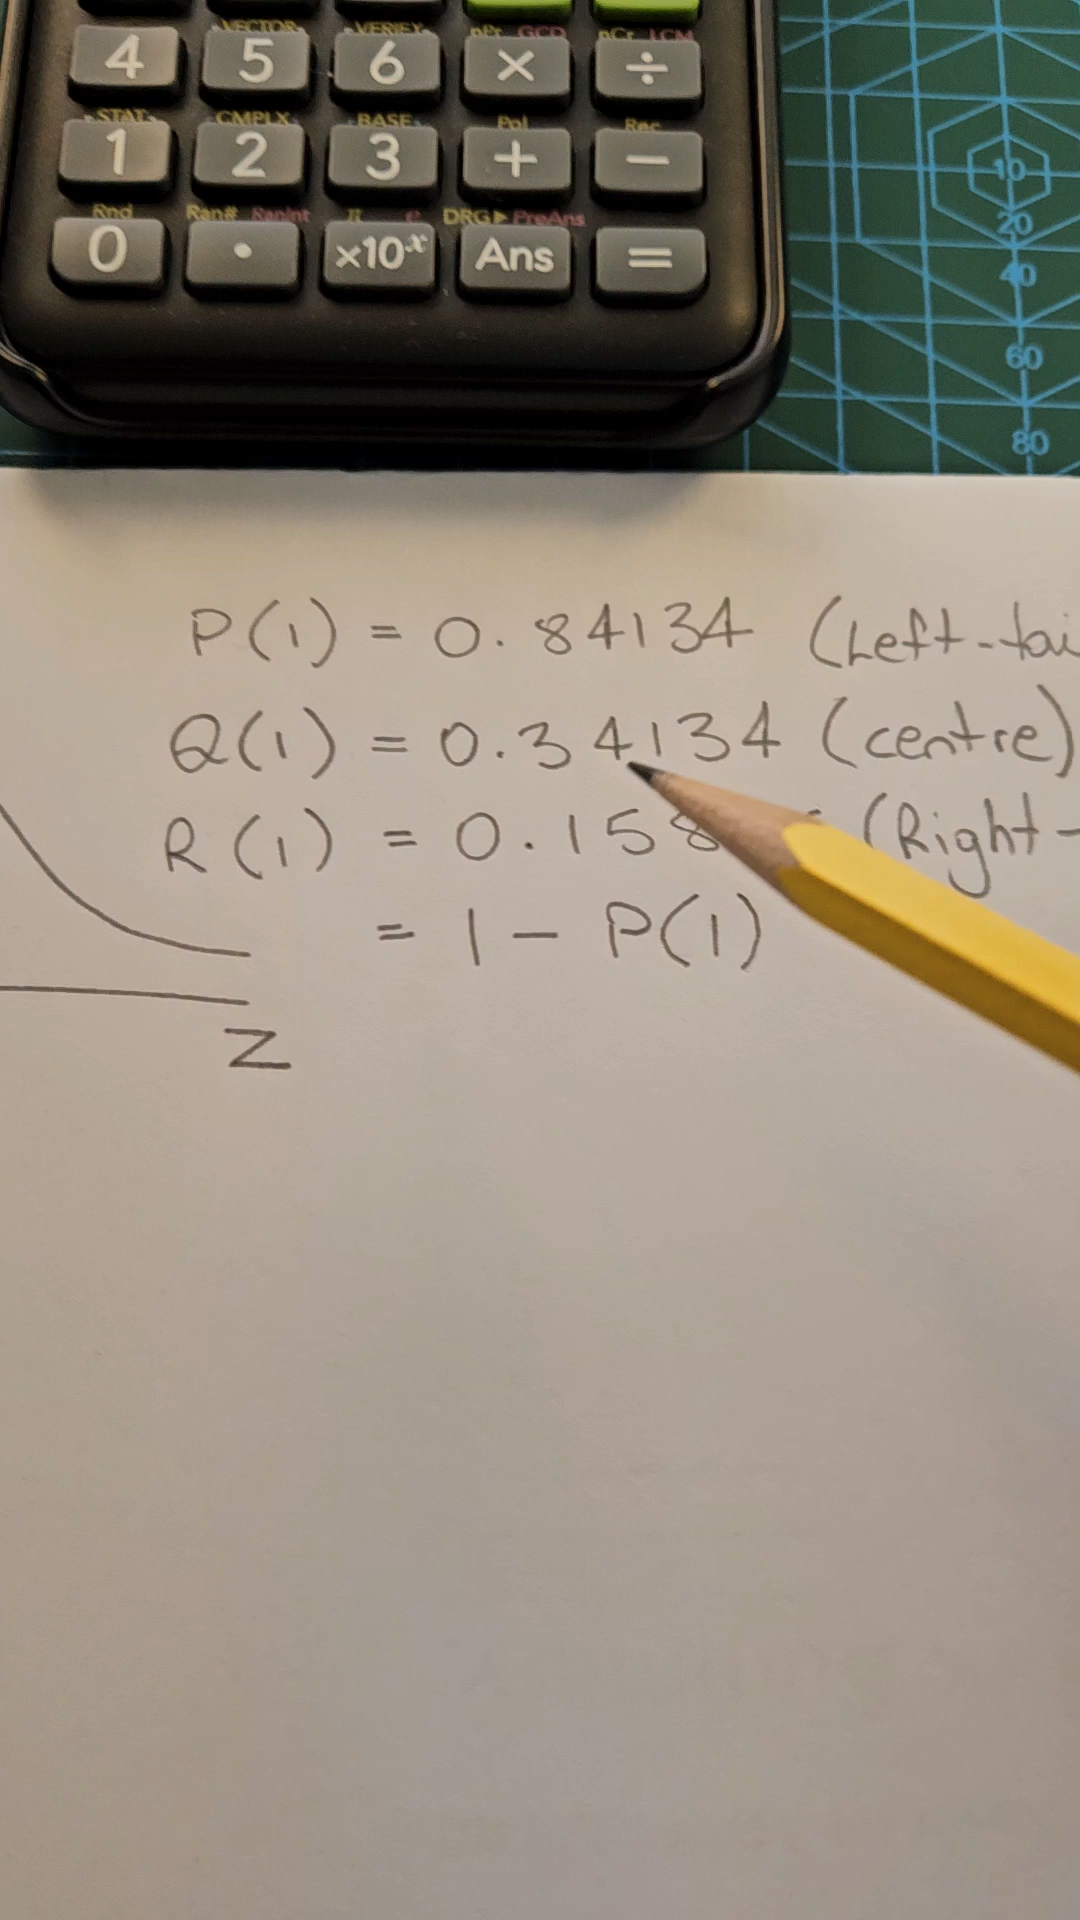 VECTOR VERIFY nPr GCD nCr LCM
4 5 6 × ÷
STAT CMPLX BASE Pol Rec
1 2 3 + −
Rnd Ran# RanInt π e DRG▶ PreAns
0 · ×10ˣ Ans =
10
20
40
60
80
P(1) = 0.84134 (Left-tai
Q(1) = 0.34134 (centre)
R(1) = 0.158 (Right-
= 1 - P(1)
Z